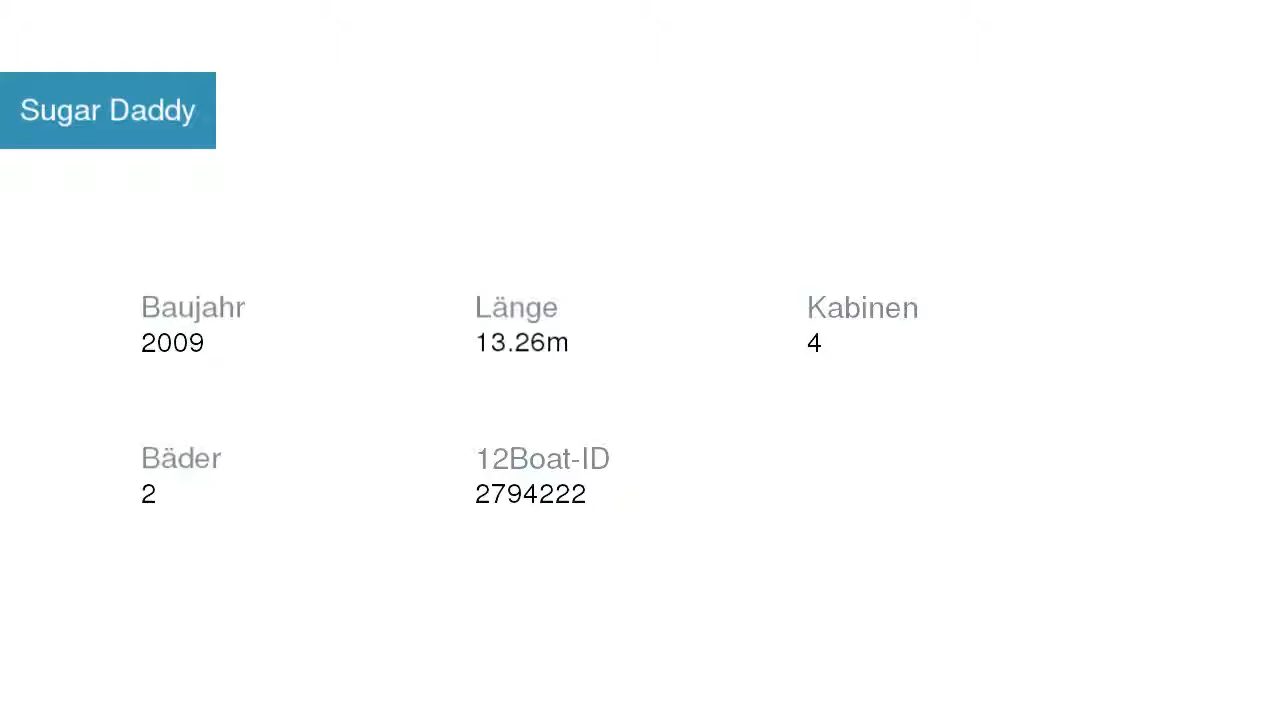 Sugar Daddy
Baujahr
2009
Länge
13.26m
Kabinen
4
Bäder
2
12Boat-ID
2794222